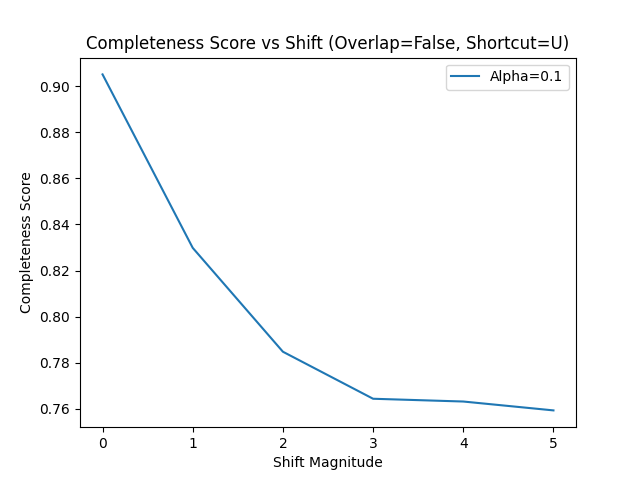 Completeness Score vs Shift (Overlap=False, Shortcut=U)
Alpha=0.1
Completeness Score
0.90
0.88
0.86
0.84
0.82
0.80
0.78
0.76
0 1 2 3 4 5
Shift Magnitude